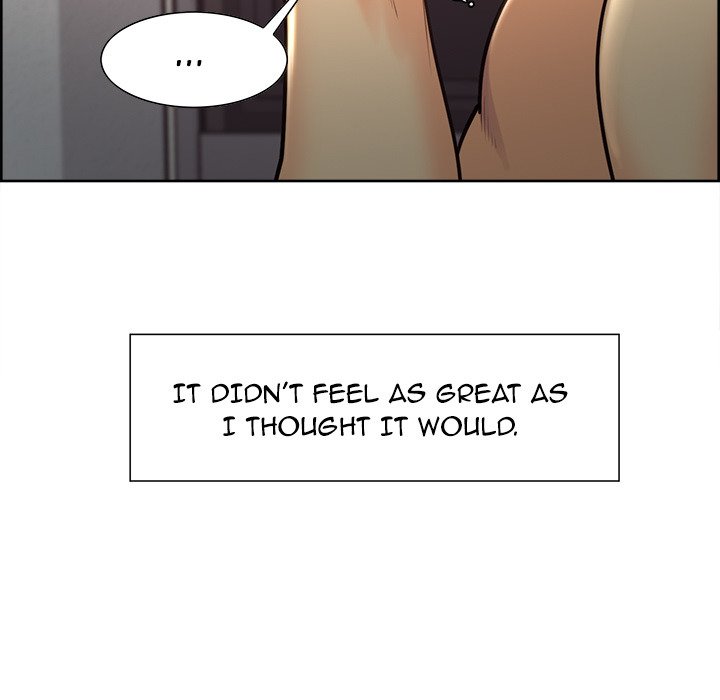 ...
IT DIDN'T FEEL AS GREAT AS
I THOUGHT IT WOULD.